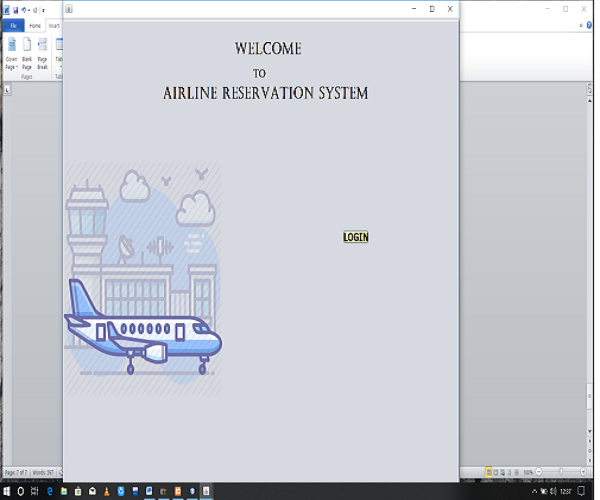 File
Home
Insert
Cover
Page
Blank
Page
Page
Break
Pages
WELCOME
TO
AIRLINE RESERVATION SYSTEM
LOGIN
Page: 7 of 7
Words: 597
100%
12:37